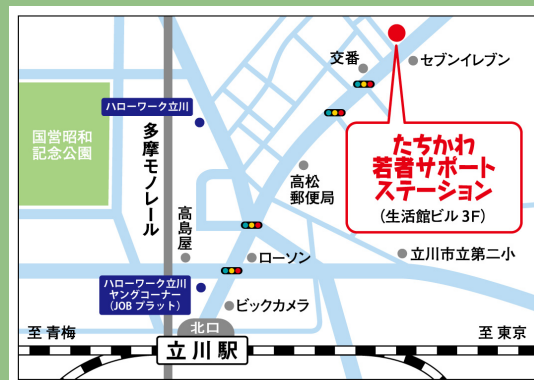 交番
セブンイレブン
ハローワーク立川
国営昭和
記念公園
多摩モノレール
たちかわ
若者サポート
ステーション
(生活館ビル3F)
高松
郵便局
高島屋
ローソン
立川市立第二小
ハローワーク立川
ヤングコーナー
(JOBプラット)
ビックカメラ
至青梅
北口
至東京
立川駅